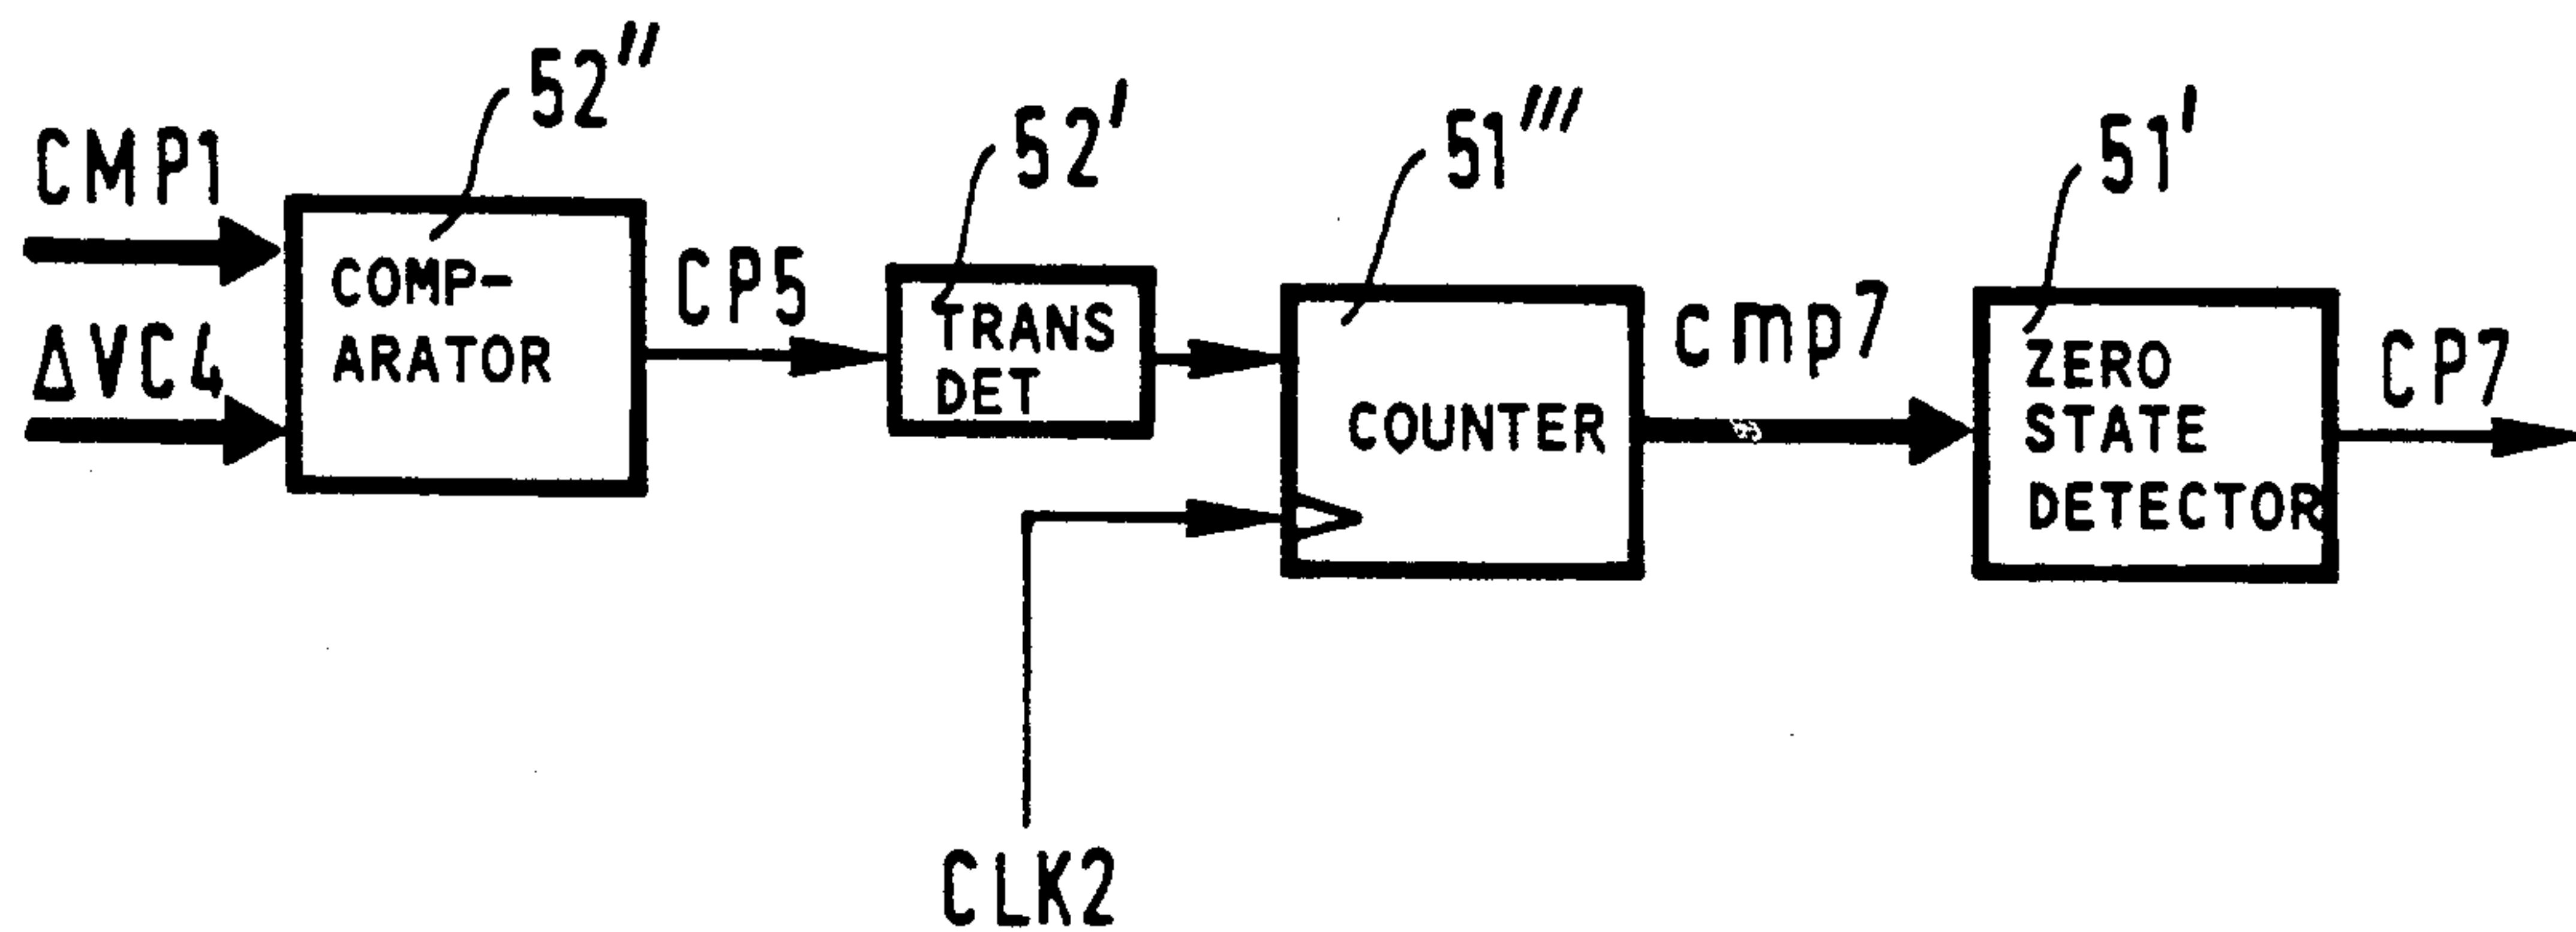 CMP1
ΔVC4
52''
COMP-
ARATOR
CP5
52'
TRANS
DET
51'''
COUNTER
CLK2
cmp7
51'
ZERO
STATE
DETECTOR
CP7